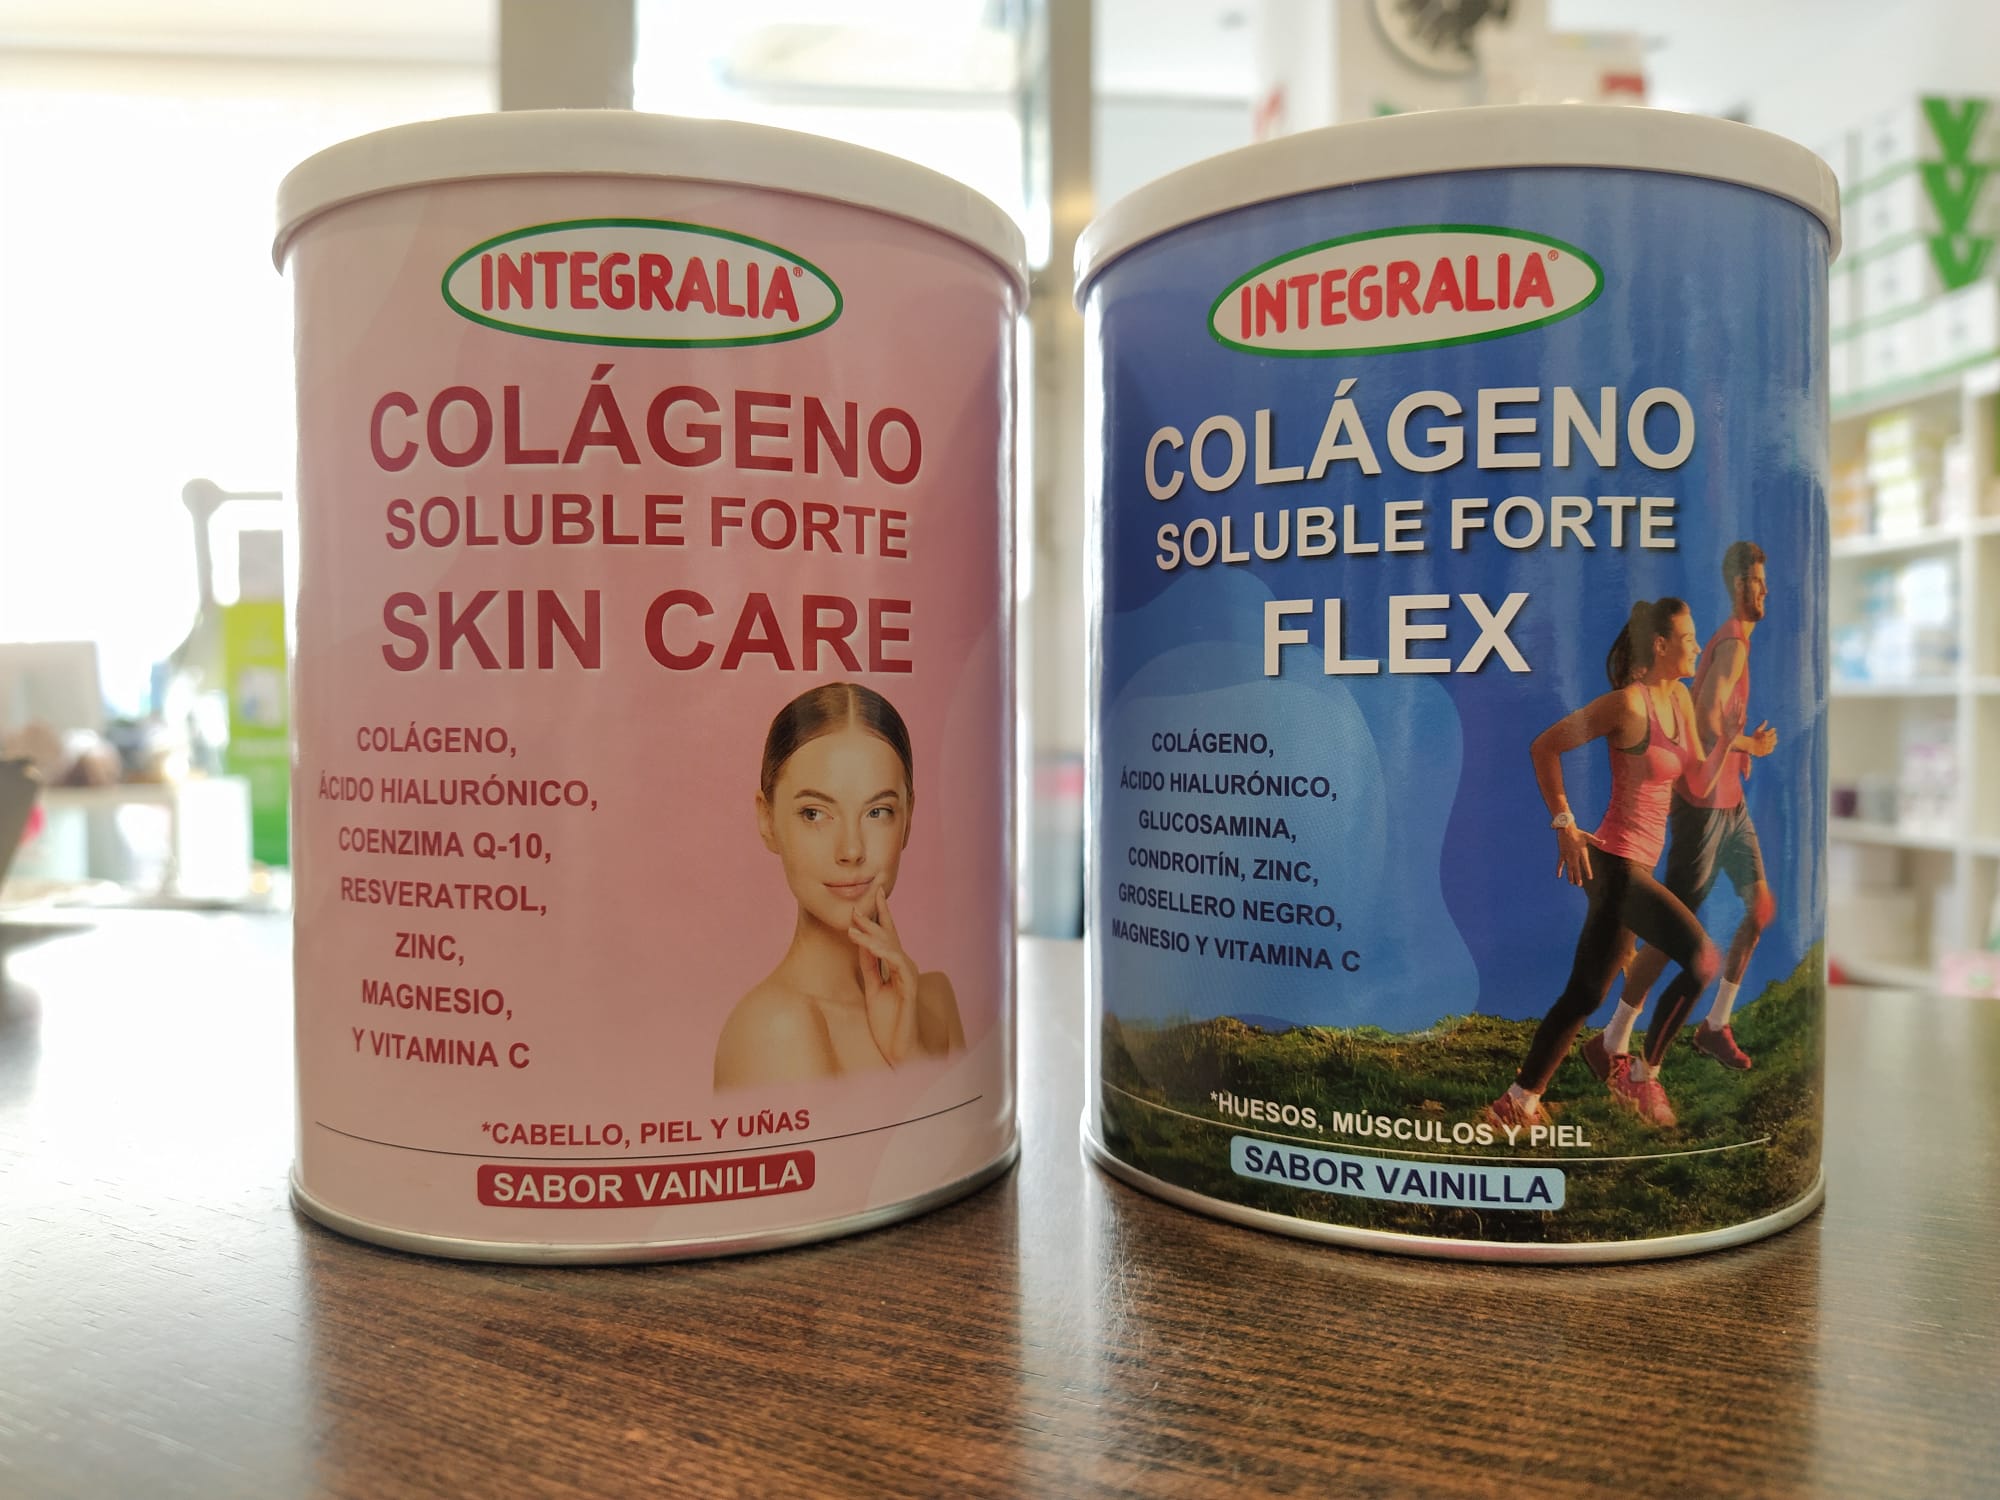 INTEGRALIA®
COLÁGENO
SOLUBLE FORTE
SKIN CARE
COLÁGENO,
ÁCIDO HIALURÓNICO,
COENZIMA Q-10,
RESVERATROL,
ZINC,
MAGNESIO,
Y VITAMINA C
*CABELLO, PIEL Y UÑAS
SABOR VAINILLA
INTEGRALIA®
COLÁGENO
SOLUBLE FORTE
FLEX
COLÁGENO,
ÁCIDO HIALURÓNICO,
GLUCOSAMINA,
CONDROITÍN, ZINC,
GROSELLERO NEGRO,
MAGNESIO Y VITAMINA C
*HUESOS, MÚSCULOS Y PIEL
SABOR VAINILLA